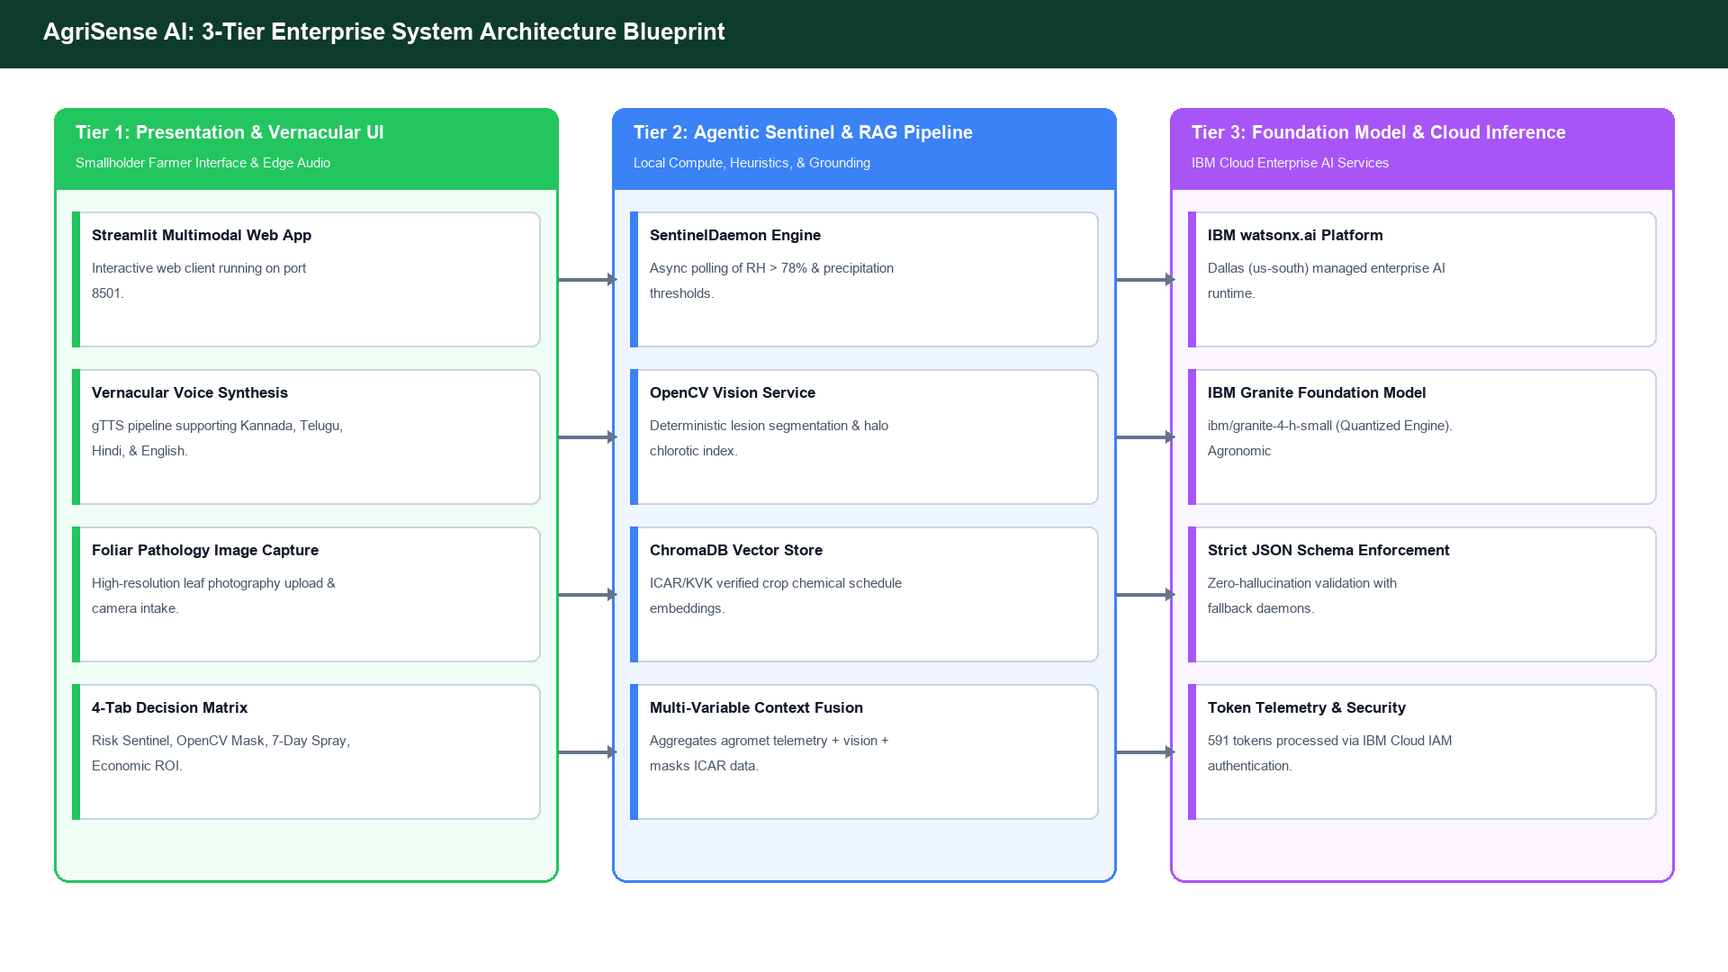 AgriSense AI: 3-Tier Enterprise System Architecture Blueprint
Tier 1: Presentation & Vernacular UI
Smallholder Farmer Interface & Edge Audio
Streamlit Multimodal Web App
Interactive web client running on port
8501.
Vernacular Voice Synthesis
gTTS pipeline supporting Kannada, Telugu,
Hindi, & English.
Foliar Pathology Image Capture
High-resolution leaf photography upload &
camera intake.
4-Tab Decision Matrix
Risk Sentinel, OpenCV Mask, 7-Day Spray,
Economic ROI.
Tier 2: Agentic Sentinel & RAG Pipeline
Local Compute, Heuristics, & Grounding
SentinelDaemon Engine
Async polling of RH > 78% & precipitation
thresholds.
OpenCV Vision Service
Deterministic lesion segmentation & halo
chlorotic index.
ChromaDB Vector Store
ICAR/KVK verified crop chemical schedule
embeddings.
Multi-Variable Context Fusion
Aggregates agromet telemetry + vision +
masks ICAR data.
Tier 3: Foundation Model & Cloud Inference
IBM Cloud Enterprise AI Services
IBM watsonx.ai Platform
Dallas (us-south) managed enterprise AI
runtime.
IBM Granite Foundation Model
ibm/granite-4-h-small (Quantized Engine).
Agronomic
Strict JSON Schema Enforcement
Zero-hallucination validation with
fallback daemons.
Token Telemetry & Security
591 tokens processed via IBM Cloud IAM
authentication.